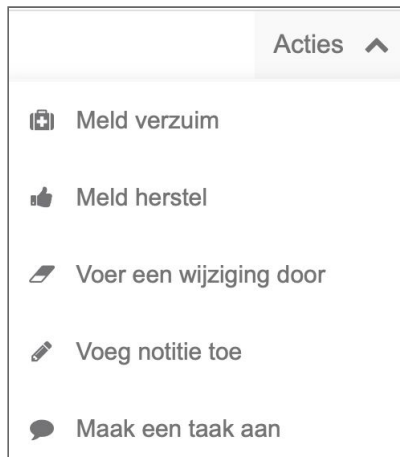 Acties
Meld verzuim
Meld herstel
Voer een wijziging door
Voeg notitie toe
Maak een taak aan